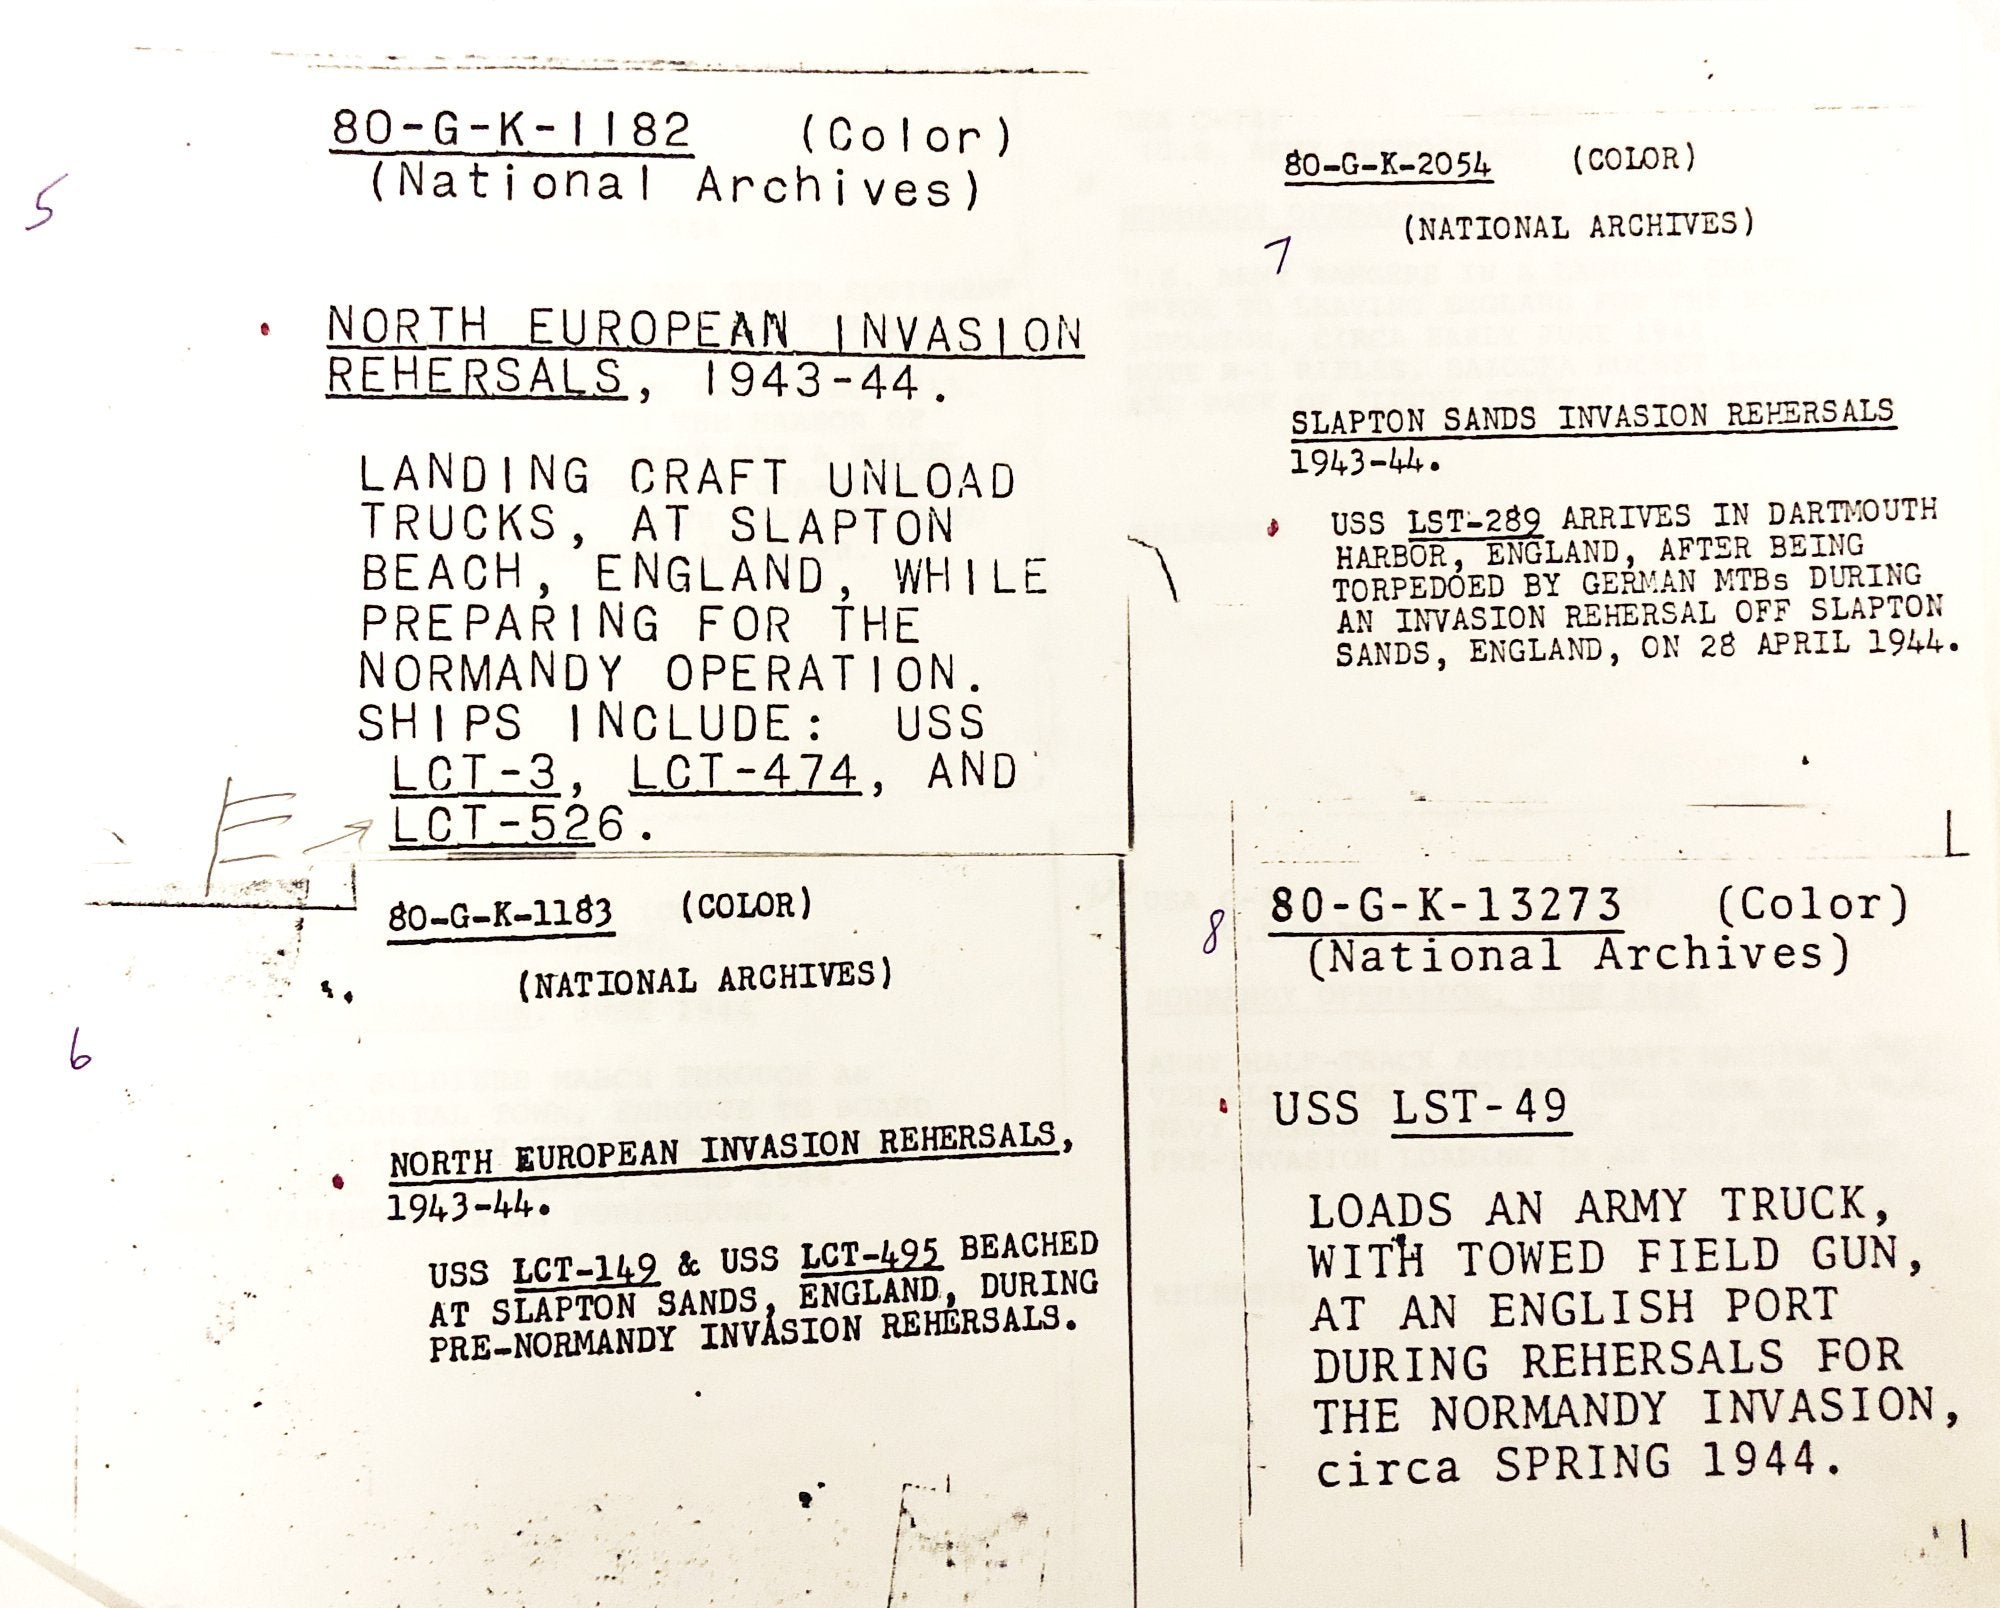 5
80-G-K-1182 (Color)
(National Archives)
NORTH EUROPEAN INVASION
REHERSALS, 1943-44.
LANDING CRAFT UNLOAD
TRUCKS, AT SLAPTON
BEACH, ENGLAND, WHILE
PREPARING FOR THE
NORMANDY OPERATION.
SHIPS INCLUDE: USS
LCT-3, LCT-474, AND
LCT-526.
E
6
80-G-K-1183 (COLOR)
(NATIONAL ARCHIVES)
NORTH EUROPEAN INVASION REHERSALS,
1943-44.
USS LCT-149 & USS LCT-495 BEACHED
AT SLAPTON SANDS, ENGLAND, DURING
PRE-NORMANDY INVASION REHERSALS.
7
80-G-K-2054 (COLOR)
(NATIONAL ARCHIVES)
SLAPTON SANDS INVASION REHERSALS
1943-44.
USS LST-289 ARRIVES IN DARTMOUTH
HARBOR, ENGLAND, AFTER BEING
TORPEDOED BY GERMAN MTBs DURING
AN INVASION REHERSAL OFF SLAPTON
SANDS, ENGLAND, ON 28 APRIL 1944.
8
80-G-K-13273 (Color)
(National Archives)
USS LST-49
LOADS AN ARMY TRUCK,
WITH TOWED FIELD GUN,
AT AN ENGLISH PORT
DURING REHERSALS FOR
THE NORMANDY INVASION,
circa SPRING 1944.